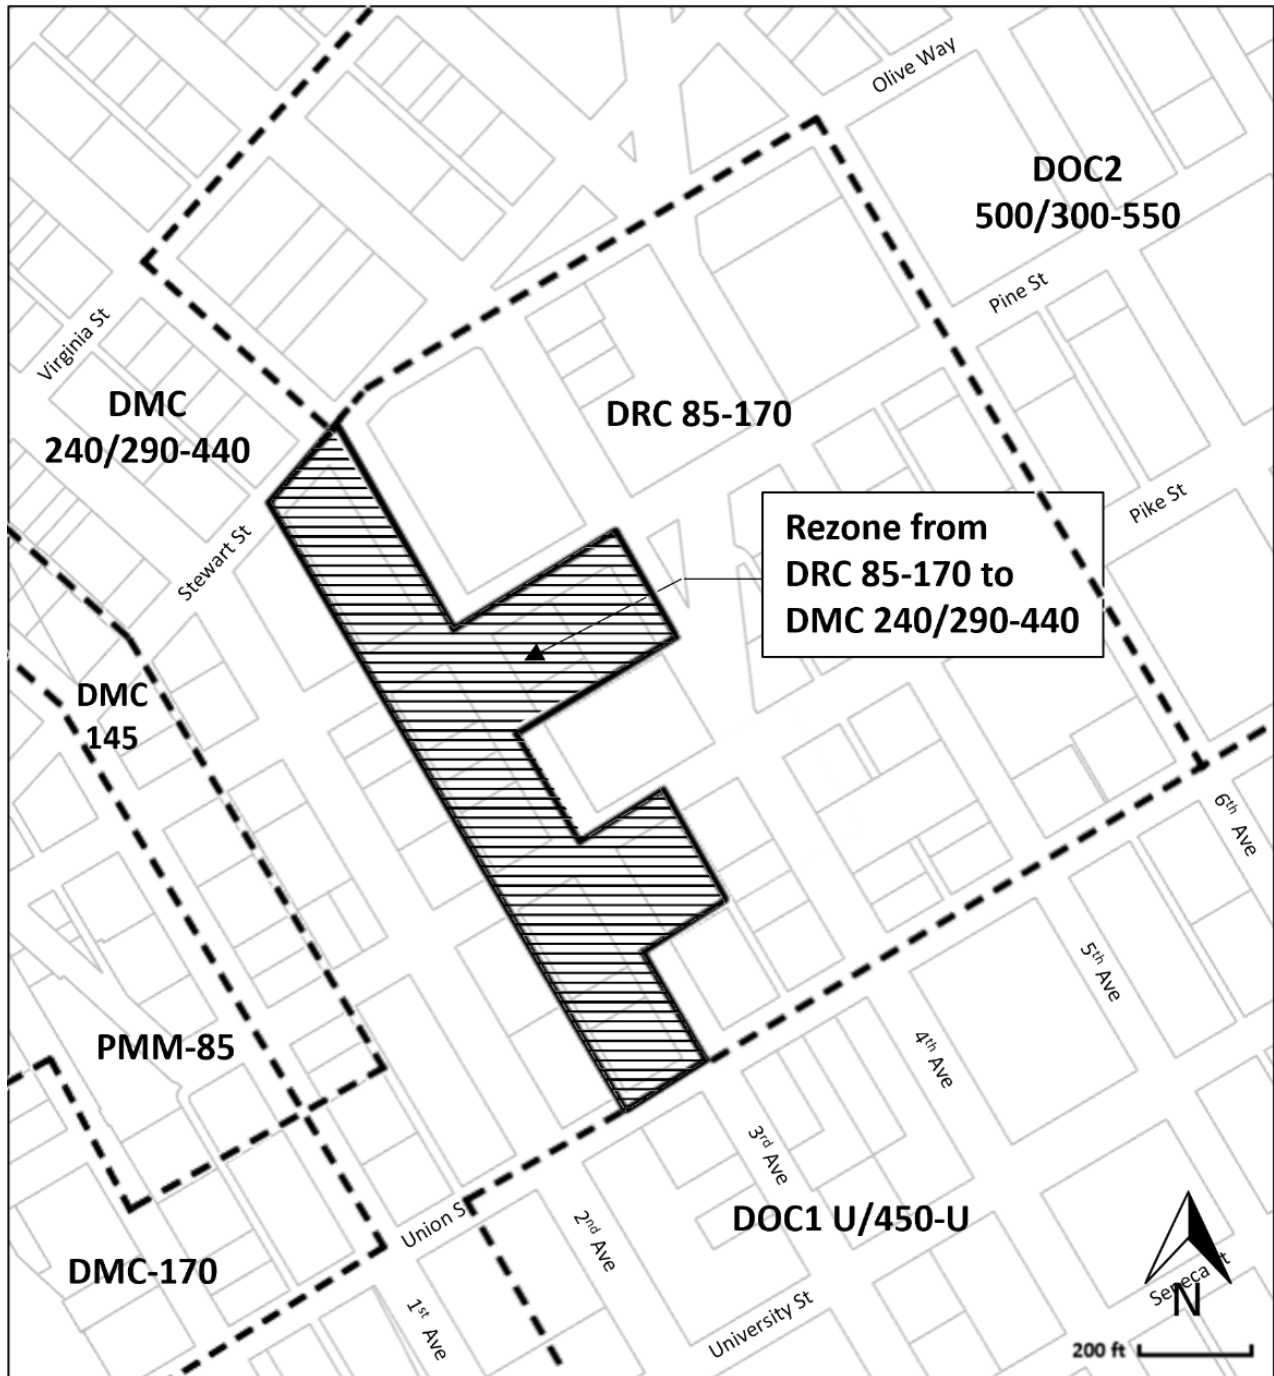 Olive Way
DOC2
500/300-550
Pine St
Virginia St
DMC
240/290-440
DRC 85-170
Pike St
Rezone from
DRC 85-170 to
DMC 240/290-440
Stewart St
DMC
145
6th Ave
5th Ave
PMM-85
4th Ave
3rd Ave
Union S
DOC1 U/450-U
2nd Ave
DMC-170
Seneca St
N
1st Ave
University St
200 ft